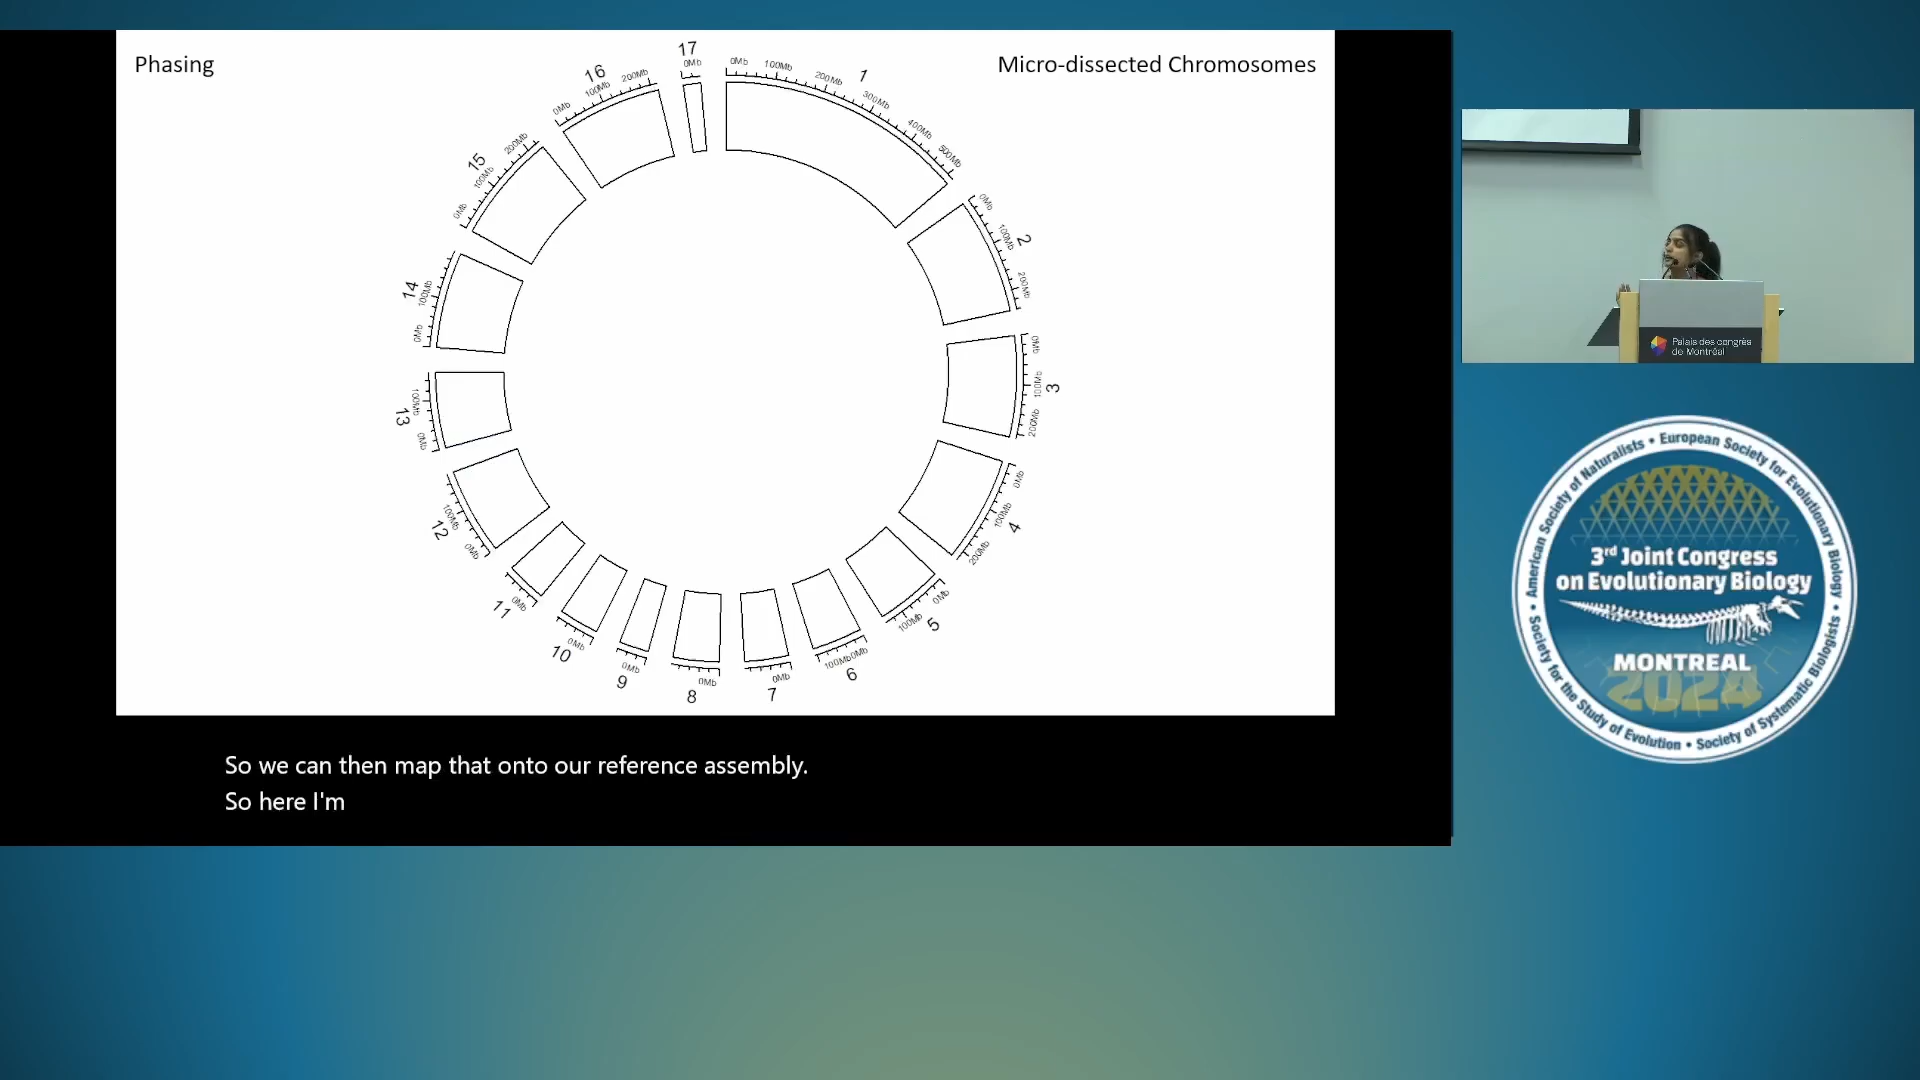 Phasing
Micro-dissected Chromosomes
17
0Mb
1
0Mb
100Mb
200Mb
300Mb
400Mb
500Mb
2
0Mb
100Mb
200Mb
3
0Mb
100Mb
200Mb
4
0Mb
100Mb
200Mb
5
0Mb
100Mb
6
0Mb
100Mb
7
0Mb
8
0Mb
9
0Mb
10
0Mb
11
0Mb
12
0Mb
100Mb
13
0Mb
100Mb
14
0Mb
100Mb
15
0Mb
100Mb
200Mb
16
0Mb
100Mb
200Mb
So we can then map that onto our reference assembly.
So here I'm
Palais des congrès
de Montréal
American Society of Naturalists • European Society for Evolutionary Biology • Society of Systematic Biologists • Society for the Study of Evolution •
3rd Joint Congress
on Evolutionary Biology
MONTREAL
2024